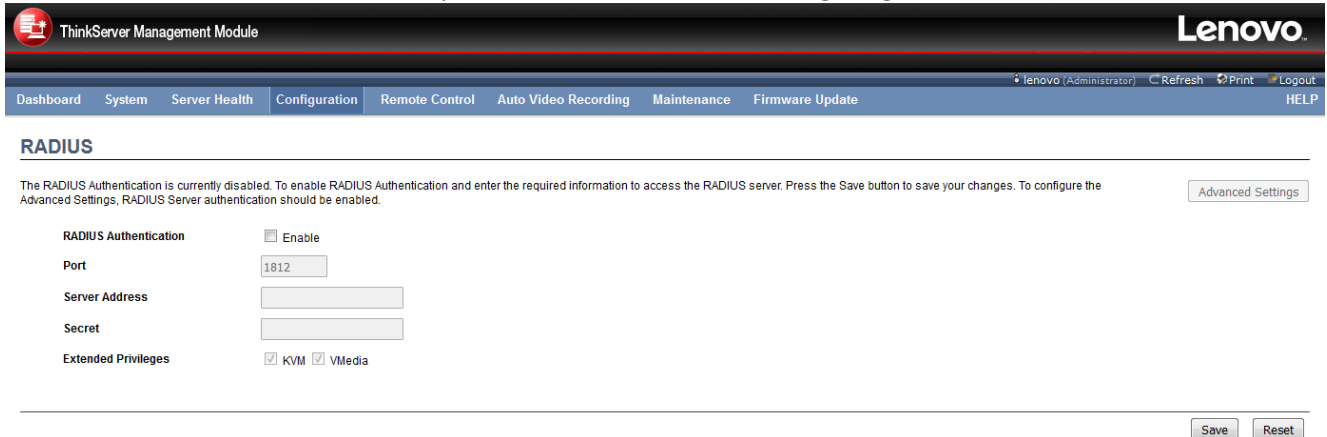 ThinkServer Management Module
Lenovo
lenovo (Administrator) Refresh Print Logout
Dashboard System Server Health Configuration Remote Control Auto Video Recording Maintenance Firmware Update HELP
RADIUS
The RADIUS Authentication is currently disabled. To enable RADIUS Authentication and enter the required information to access the RADIUS server. Press the Save button to save your changes. To configure the
Advanced Settings, RADIUS Server authentication should be enabled.
Advanced Settings
RADIUS Authentication Enable
Port 1812
Server Address
Secret
Extended Privileges KVM VMedia
Save Reset